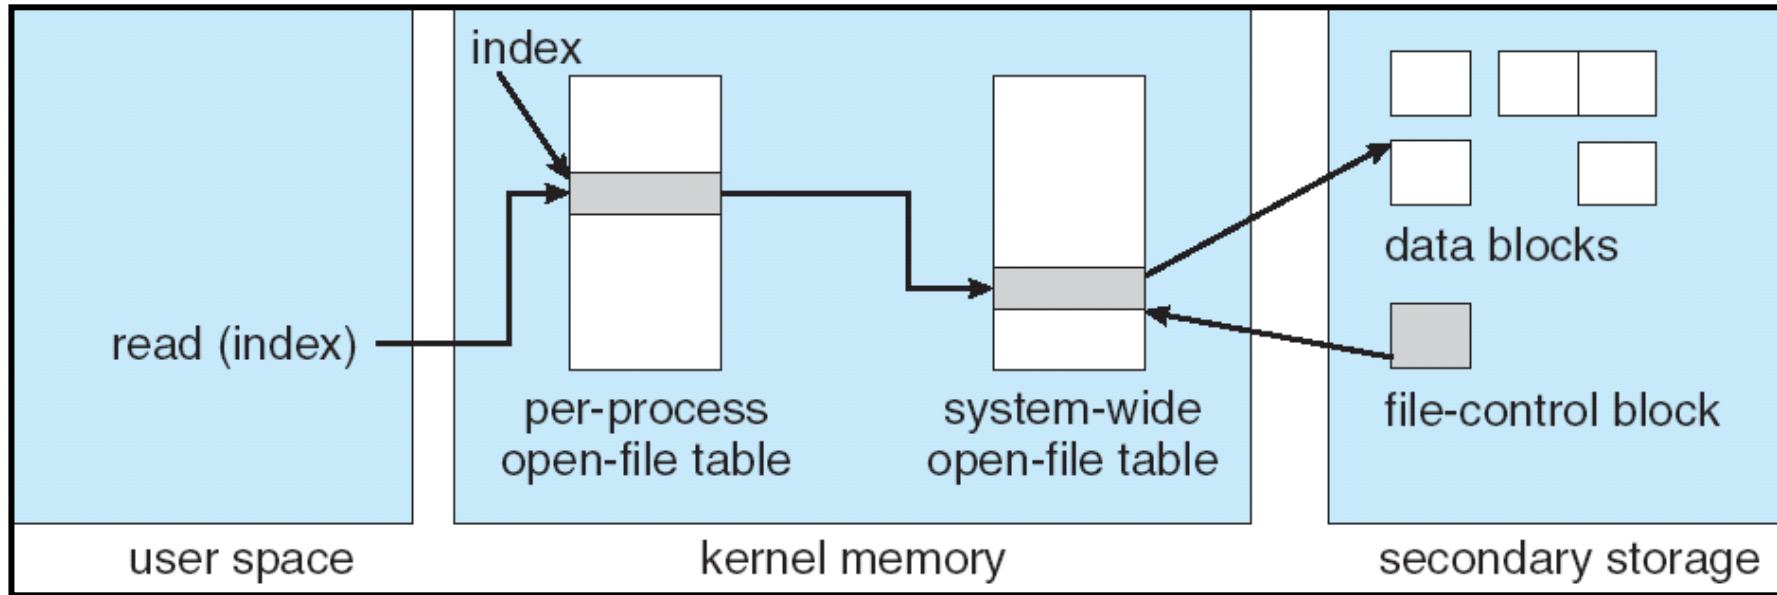 index
read (index)
per-process
open-file table
system-wide
open-file table
data blocks
file-control block
user space
kernel memory
secondary storage